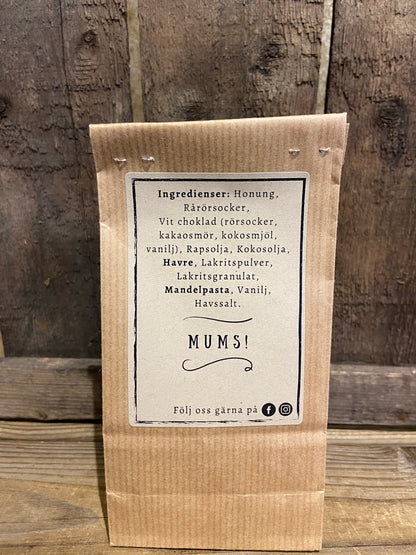 Ingredienser: Honung,
Rårörsocker,
Vit choklad (rörsocker,
kakaosmör, kokosmjöl,
vanilj), Rapsolja, Kokosolja,
Havre, Lakritspulver,
Lakritsgranulat,
Mandelpasta, Vanilj,
Havssalt.
MUMS!
Följ oss gärna på